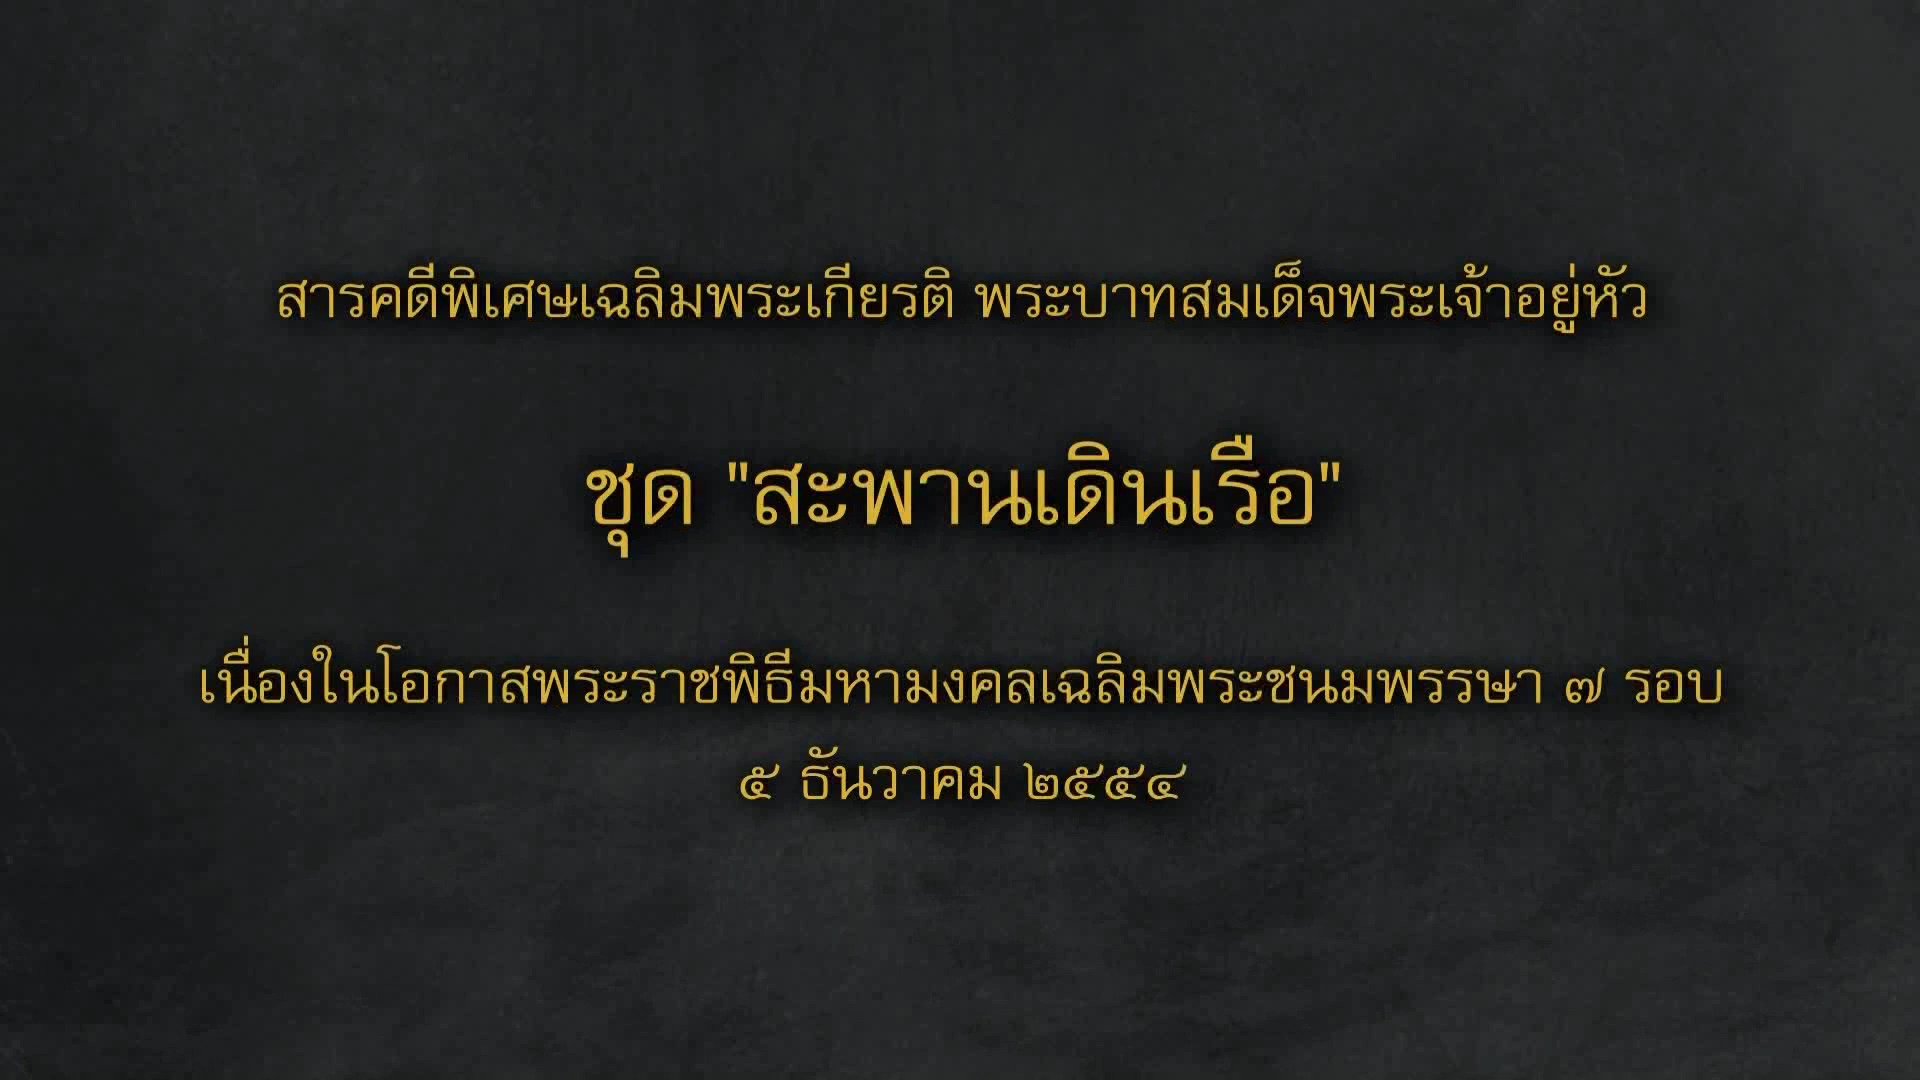 สารคดีพิเศษเฉลิมพระเกียรติ พระบาทสมเด็จพระเจ้าอยู่หัว
ชุด "สะพานเดินเรือ"
เนื่องในโอกาสพระราชพิธีมหามงคลเฉลิมพระชนมพรรษา ๗ รอบ
๕ ธันวาคม ๒๕๕๔